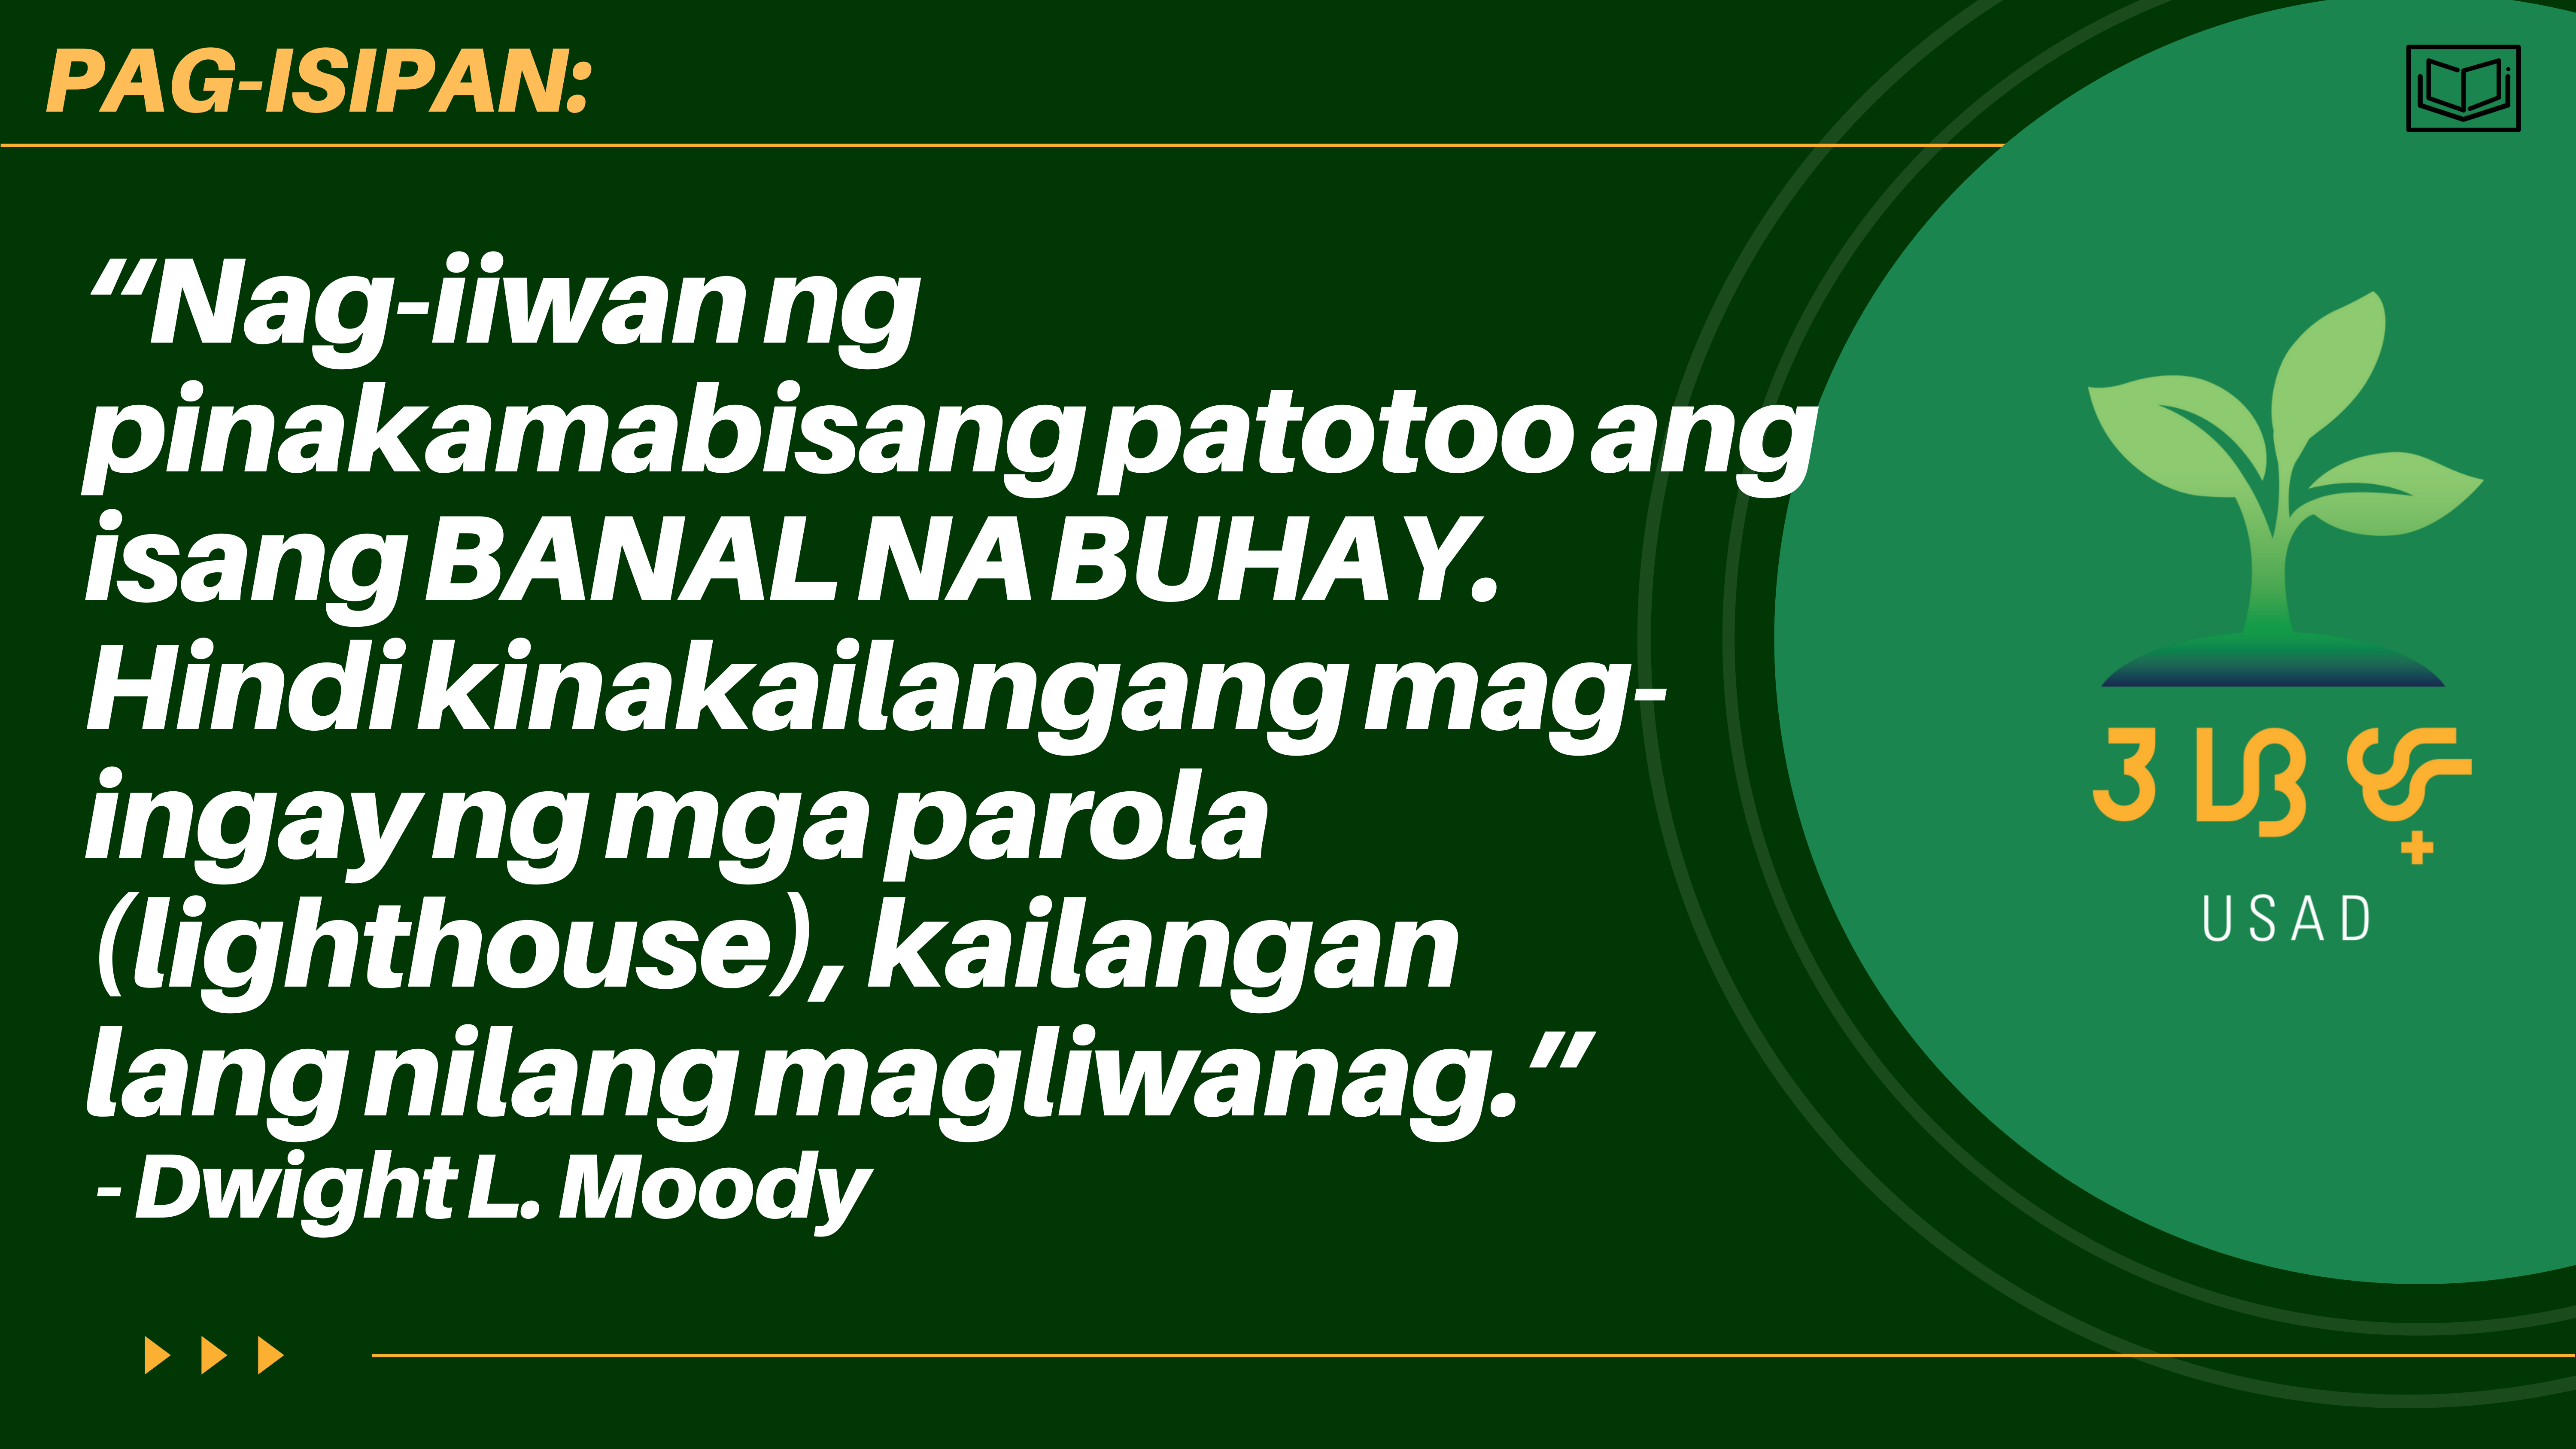 PAG-ISIPAN:
“Nag-iiwan ng
pinakamabisang patotoo ang
isang BANAL NA BUHAY.
Hindi kinakailangang mag-
ingay ng mga parola
(lighthouse), kailangan
lang nilang magliwanag.”
- Dwight L. Moody
ᜂ ᜐ ᜇ᜔
USAD